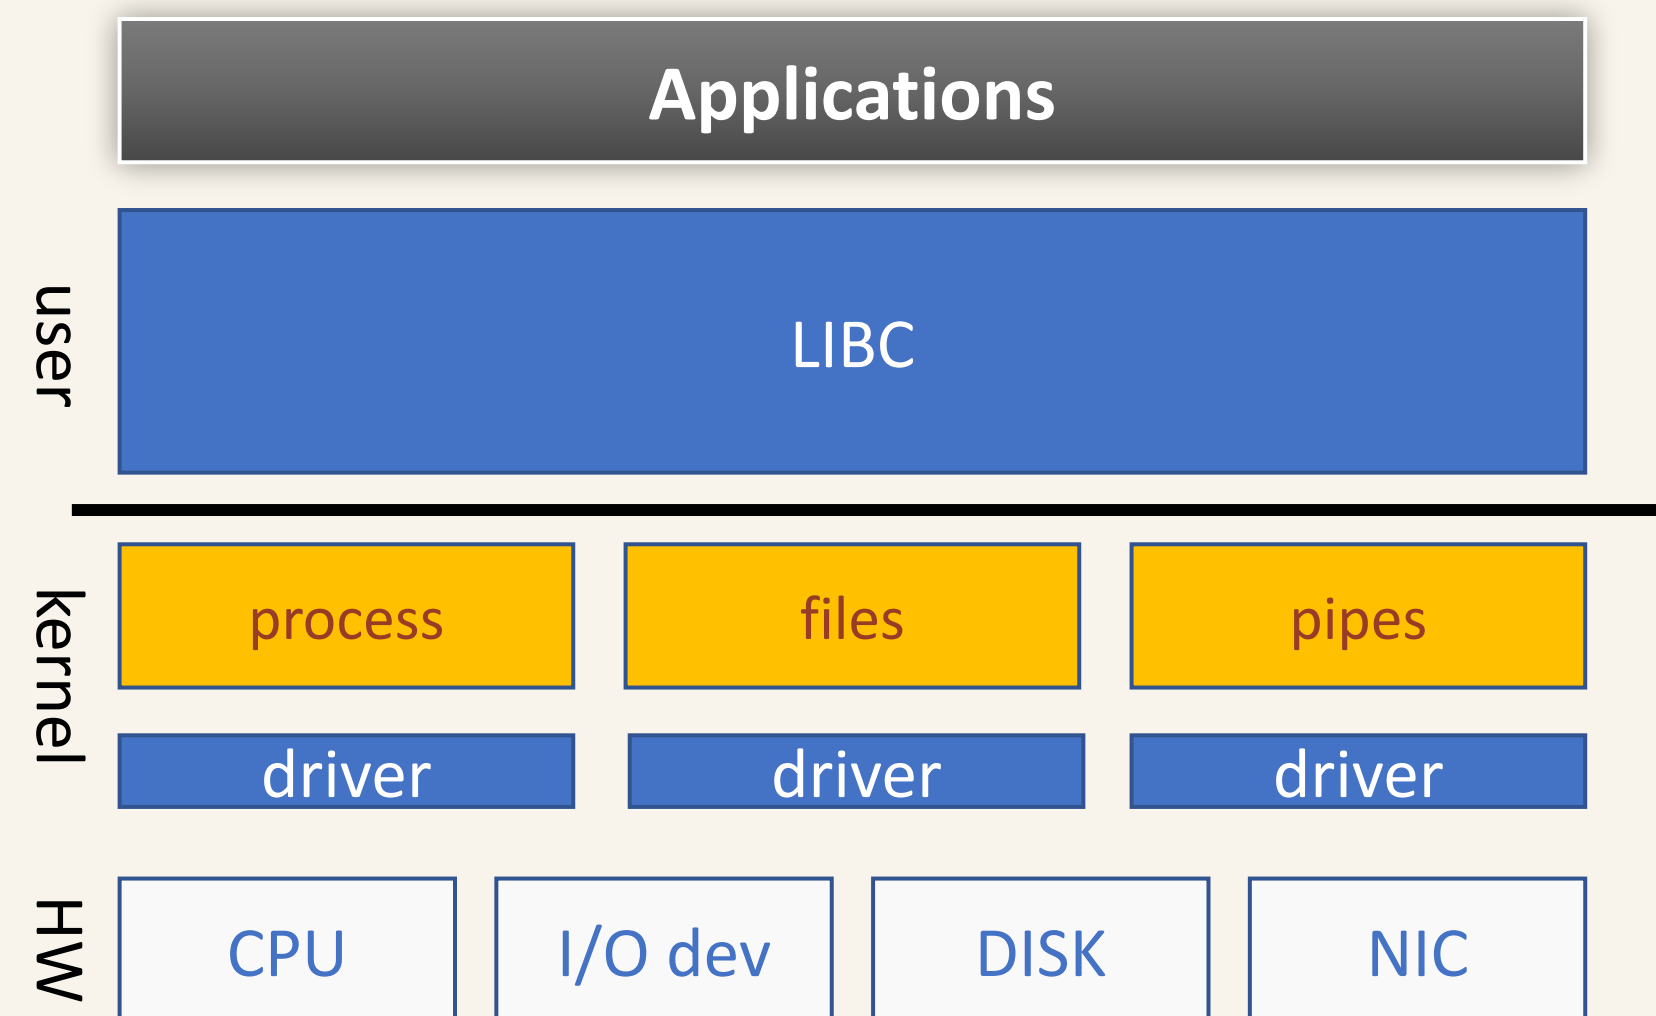 Applications
user
LIBC
kernel
process
files
pipes
driver
driver
driver
HW
CPU
I/O dev
DISK
NIC